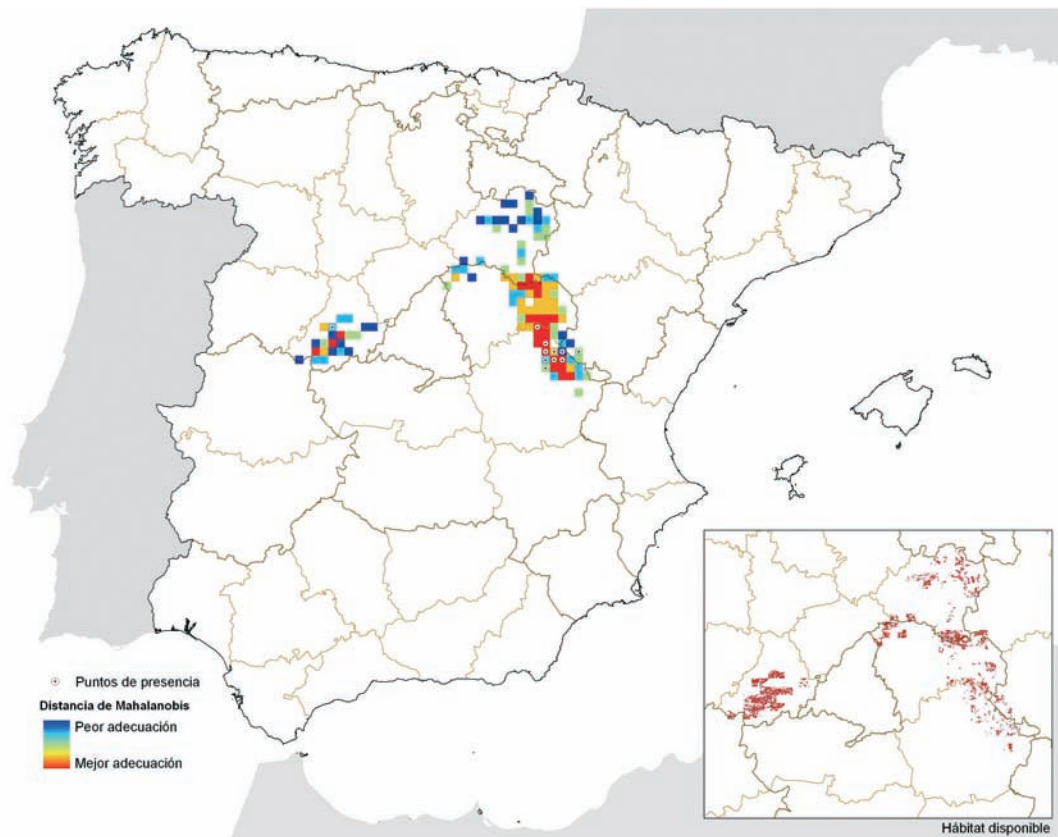 Puntos de presencia
Distancia de Mahalanobis
Peor adecuación
Mejor adecuación
Hábitat disponible